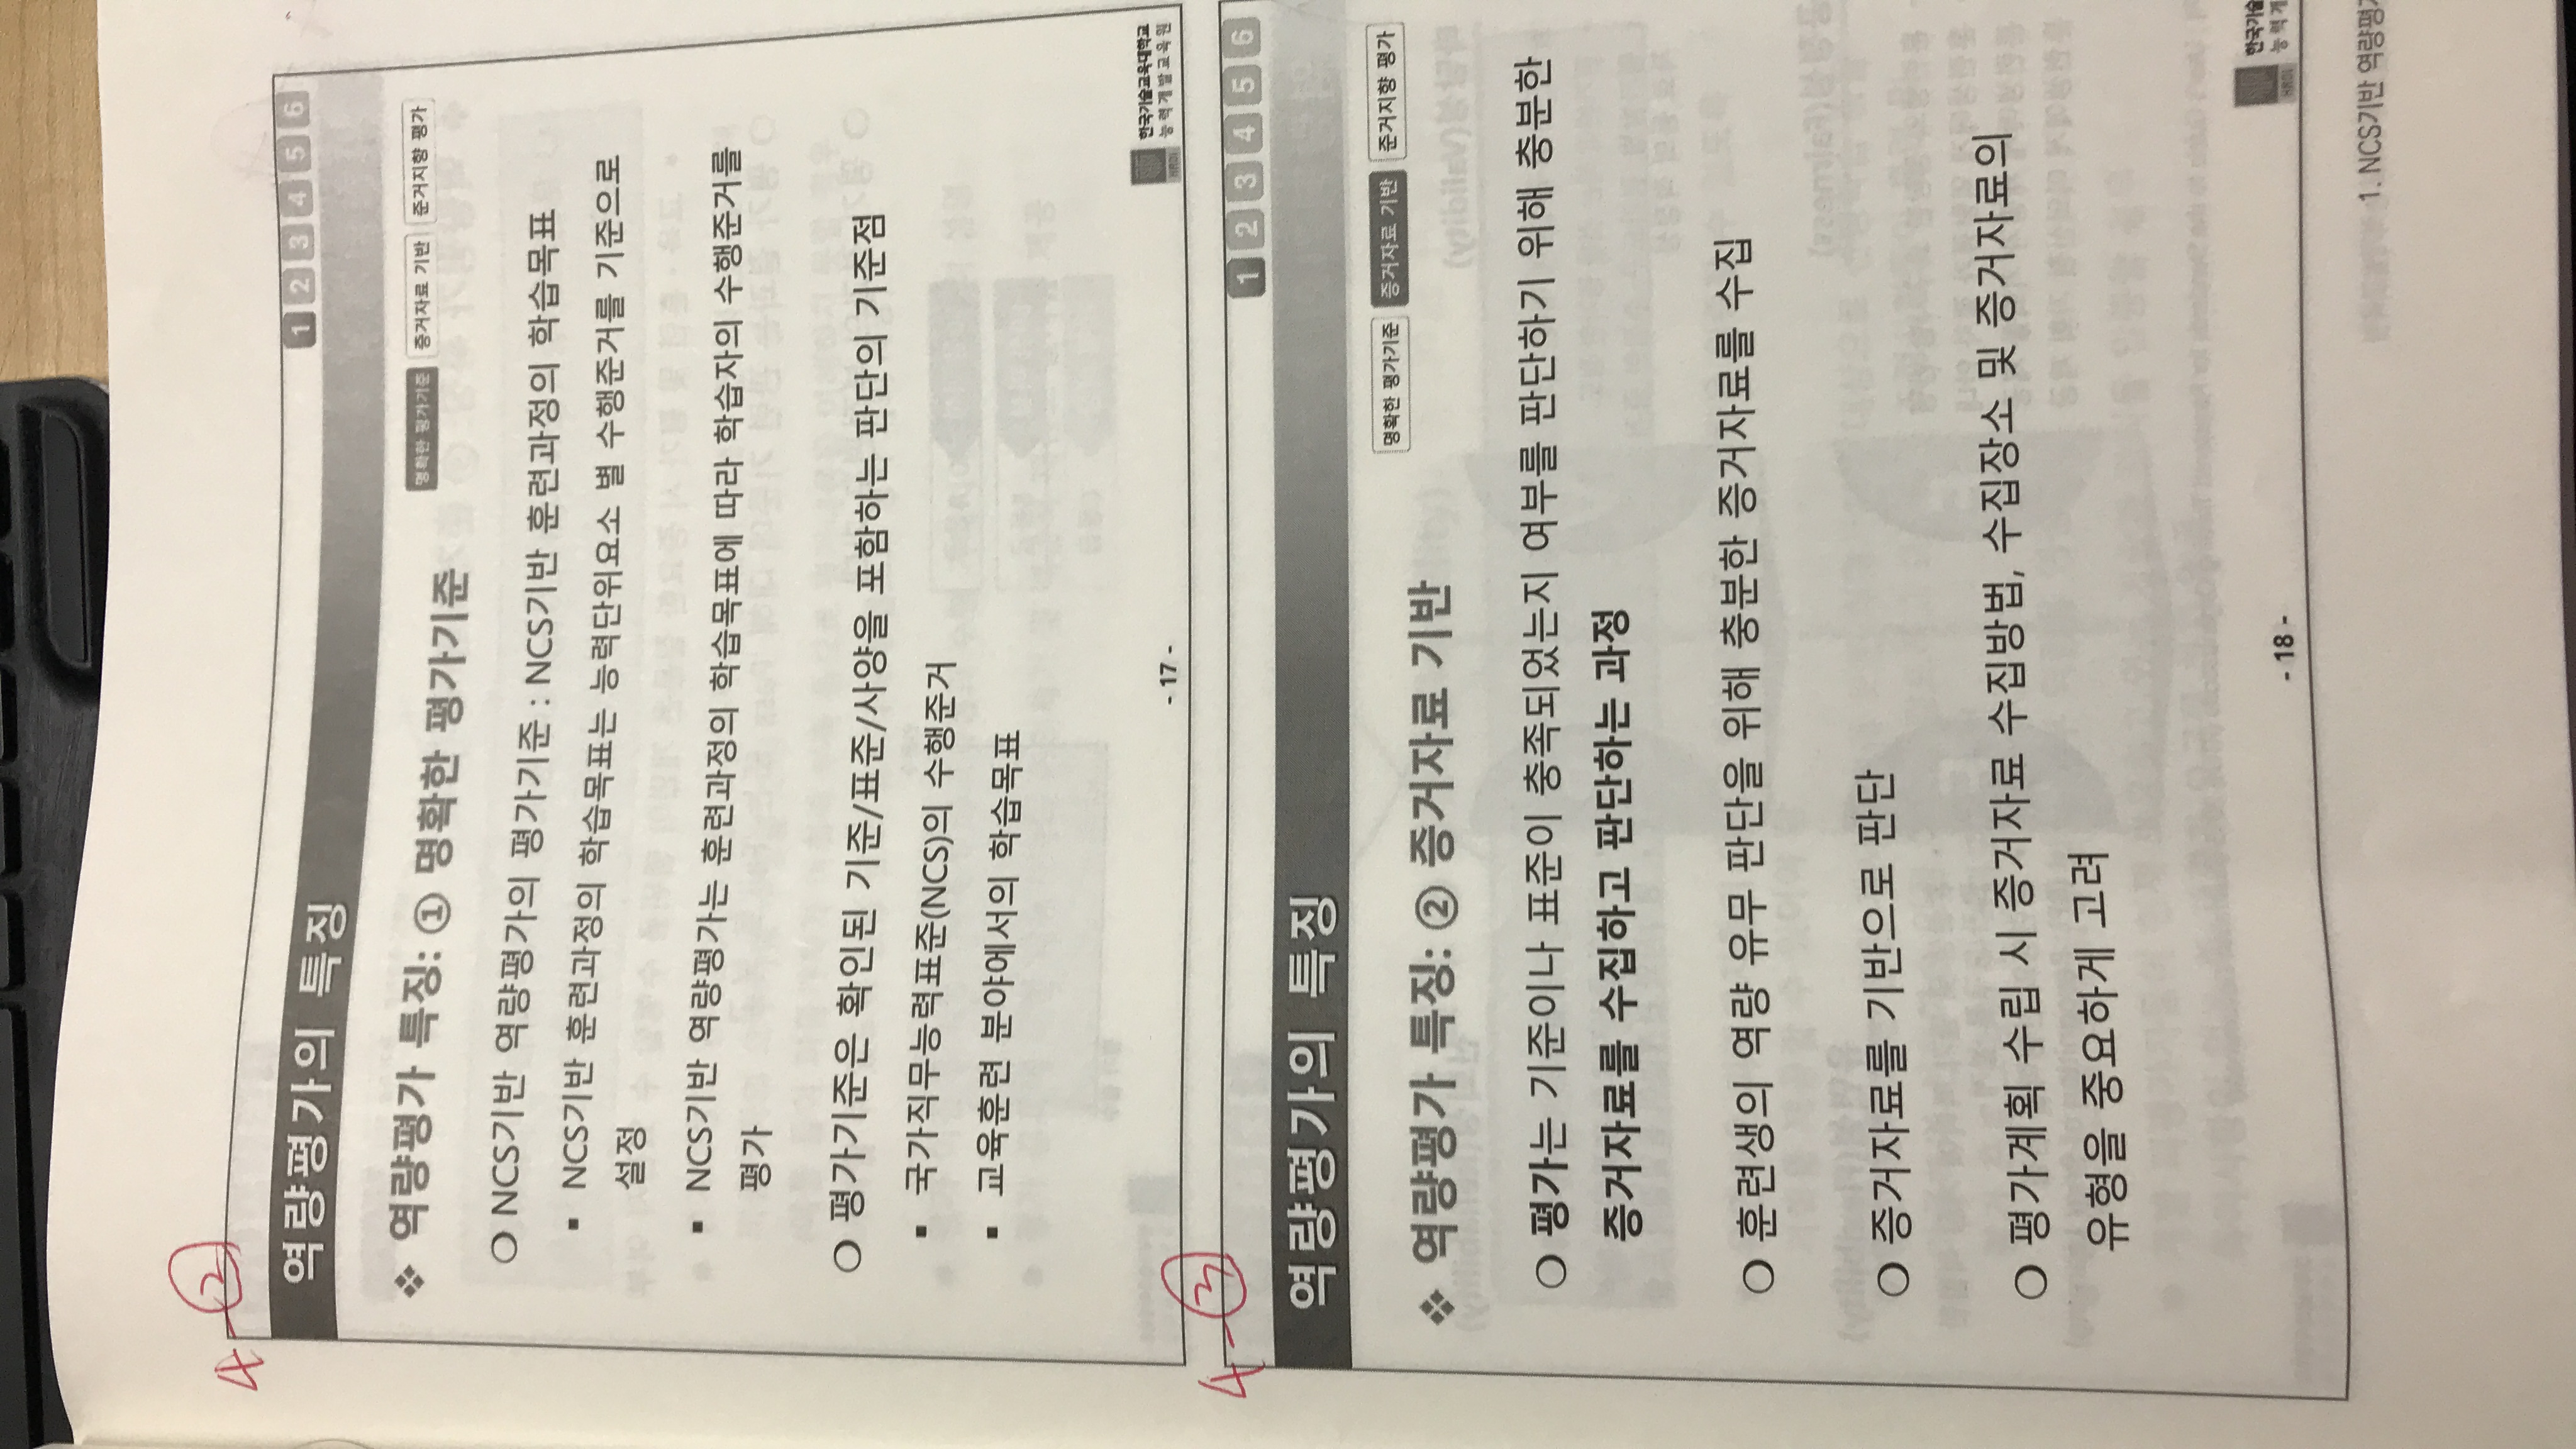 4-②
역량평가의 특징
1 2 3 4 5 6
❖ 역량평가 특징: ① 명확한 평가기준
명확한 평가기준 증거자료 기반 준거지향 평가
○ NCS기반 역량평가의 평가기준 : NCS기반 훈련과정의 학습목표
▪ NCS기반 훈련과정의 학습목표는 능력단위요소 별 수행준거를 기준으로
설정
▪ NCS기반 역량평가는 훈련과정의 학습목표에 따라 학습자의 수행준거를
평가
○ 평가기준은 확인된 기준/표준/사양을 포함하는 판단의 기준점
▪ 국가직무능력표준(NCS)의 수행준거
▪ 교육훈련 분야에서의 학습목표
- 17 -
HRDI
한국기술교육대학교
능력개발교육원
4-③
1 2 3 4 5 6
역량평가의 특징
명확한 평가기준 증거자료 기반 준거지향 평가
❖ 역량평가 특징: ② 증거자료 기반
○ 평가는 기준이나 표준이 충족되었는지 여부를 판단하기 위해 충분한
증거자료를 수집하고 판단하는 과정
○ 훈련생의 역량 유무 판단을 위해 충분한 증거자료를 수집
○ 증거자료를 기반으로 판단
○ 평가계획 수립 시 증거자료 수집방법, 수집장소 및 증거자료의
유형을 중요하게 고려
- 18 -
HRDI
한국기술
능력개
1. NCS기반 역량평가